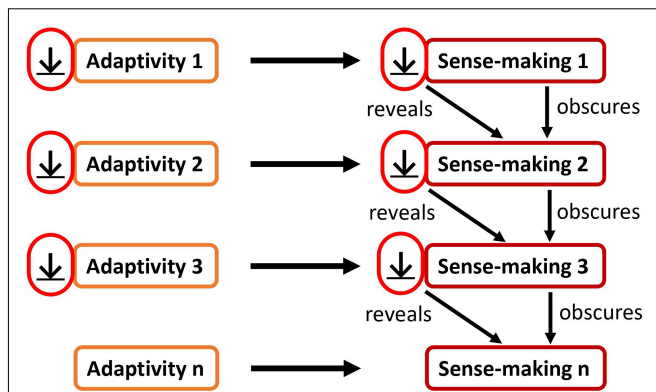 Adaptivity 1 Sense-making 1
reveals obscures
Adaptivity 2 Sense-making 2
reveals obscures
Adaptivity 3 Sense-making 3
reveals obscures
Adaptivity n Sense-making n